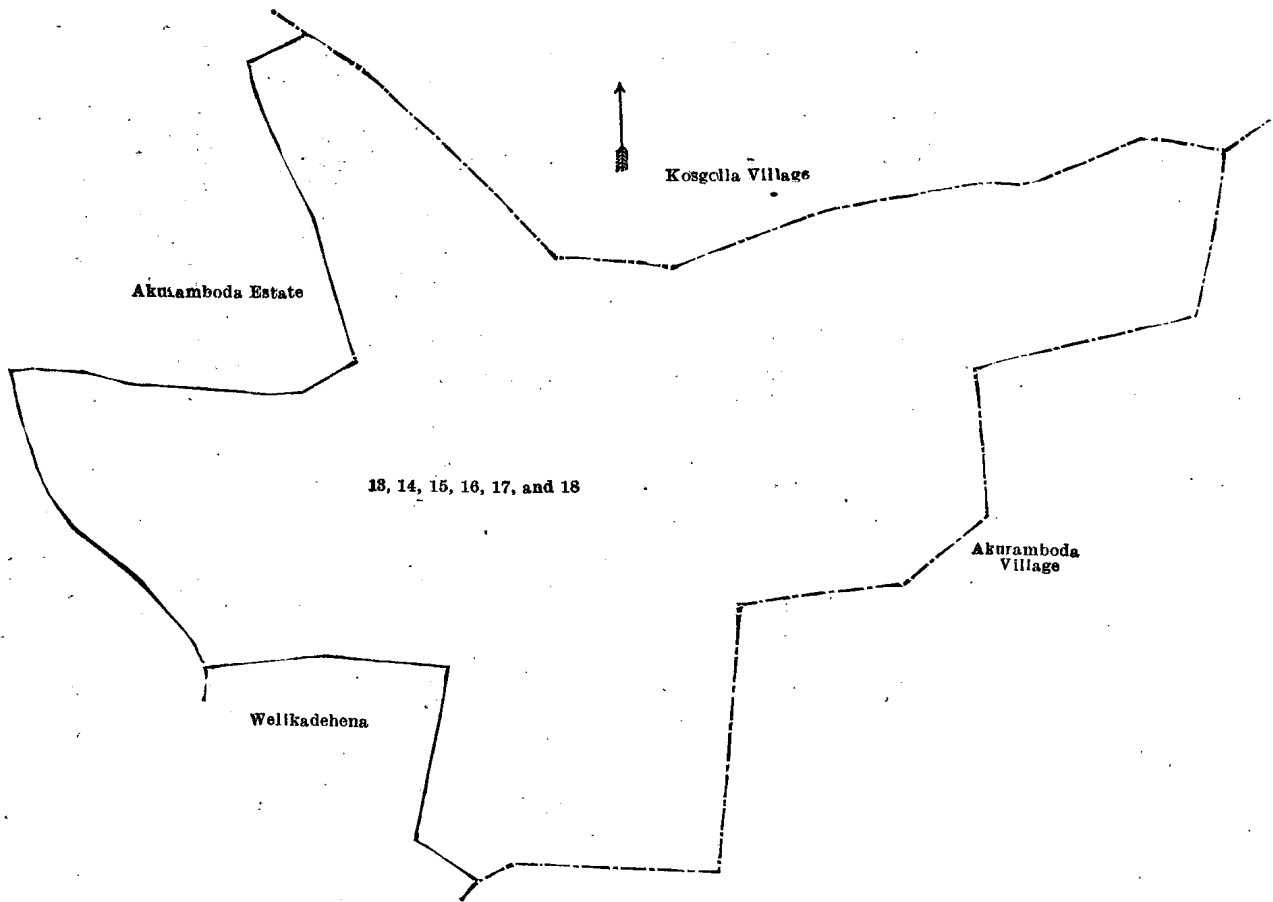 Kosgolla Village
Akuramboda Estate
13, 14, 15, 16, 17, and 18
Akuramboda
Village
Welikadehena